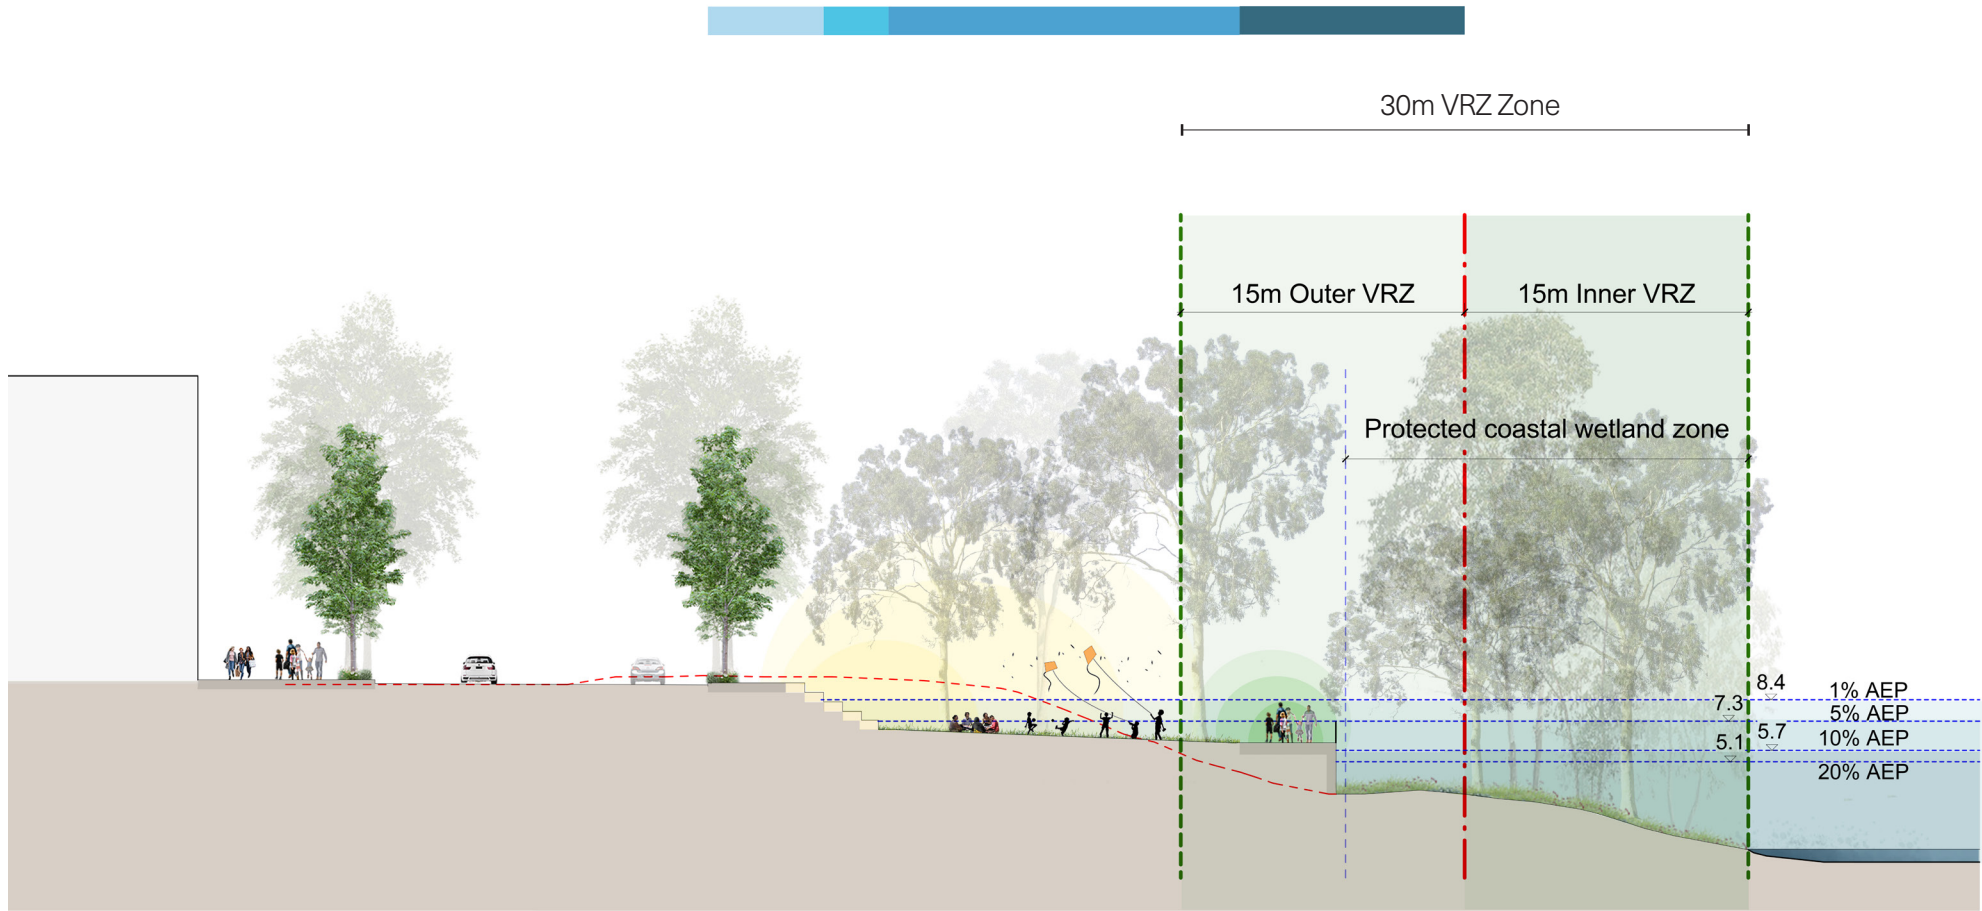 30m VRZ Zone
15m Outer VRZ
15m Inner VRZ
Protected coastal wetland zone
8.4
1% AEP
7.3
5% AEP
5.7
10% AEP
5.1
20% AEP